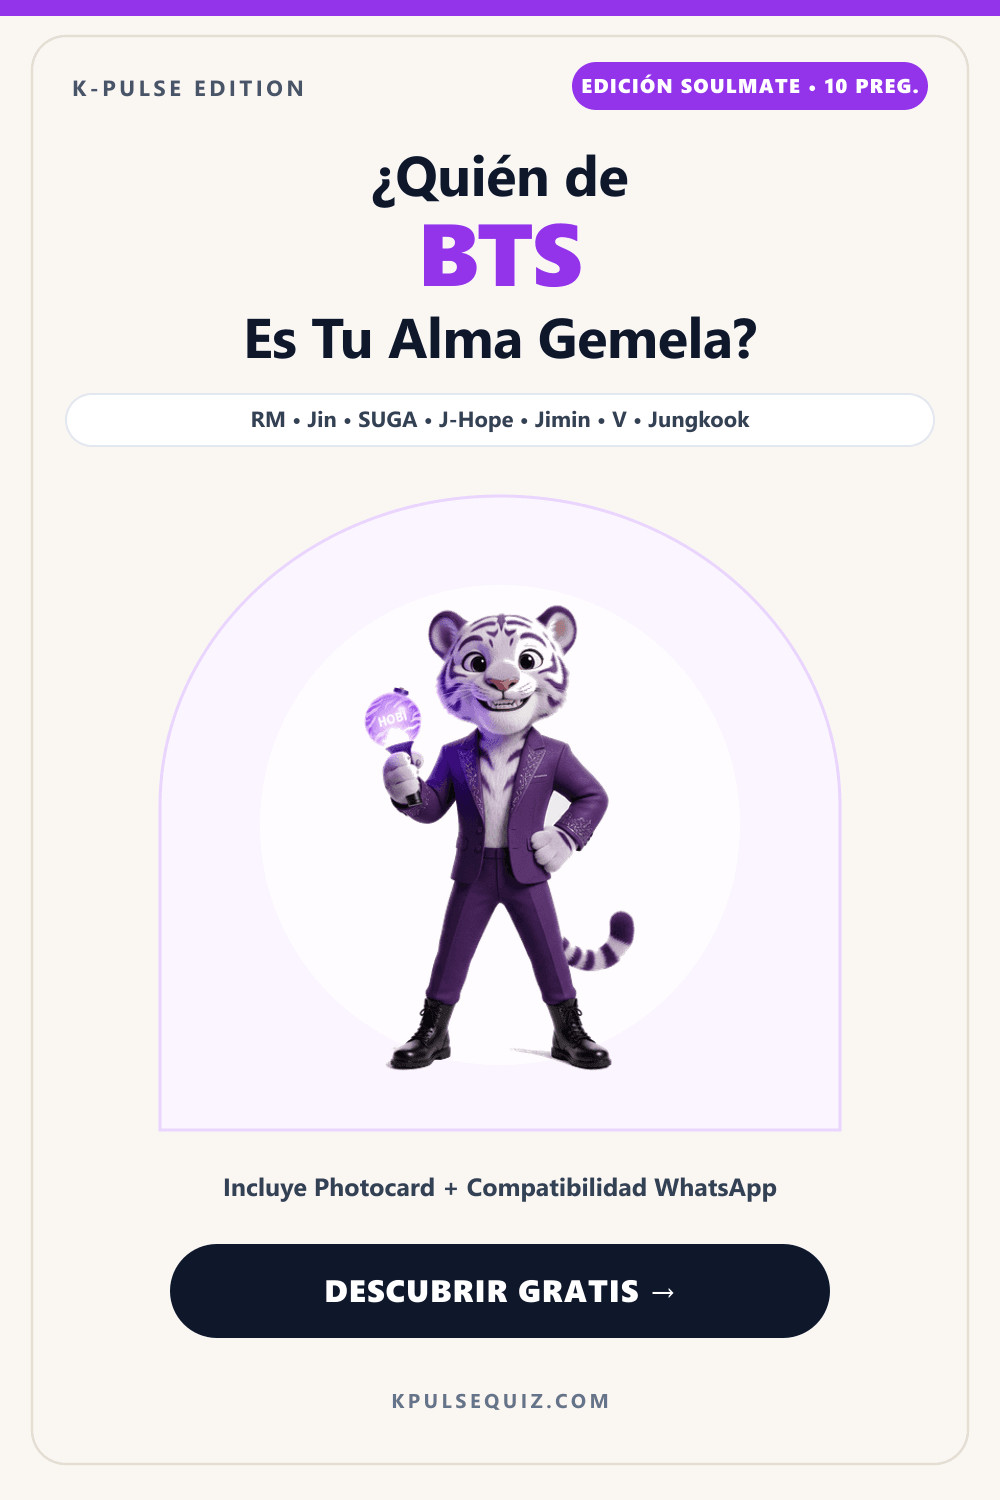 K-PULSE EDITION
EDICIÓN SOULMATE • 10 PREG.
¿Quién de
BTS
Es Tu Alma Gemela?
RM • Jin • SUGA • J-Hope • Jimin • V • Jungkook
HOBI
Incluye Photocard + Compatibilidad WhatsApp
DESCUBRIR GRATIS →
KPULSEQUIZ.COM